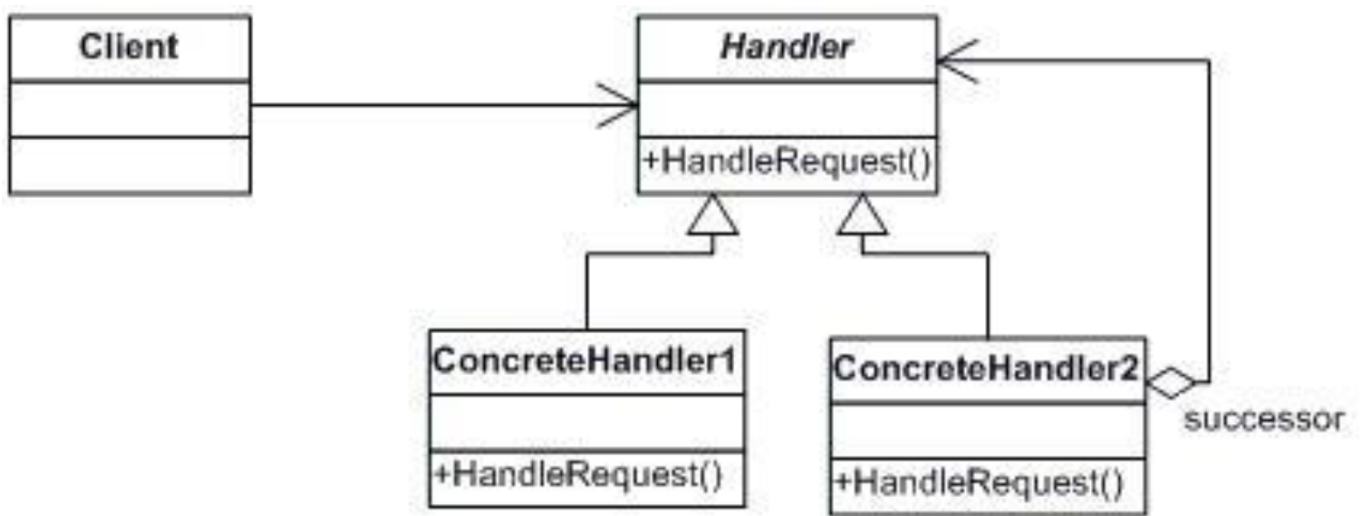 Client
Handler
+HandleRequest()
ConcreteHandler1
+HandleRequest()
ConcreteHandler2
+HandleRequest()
successor